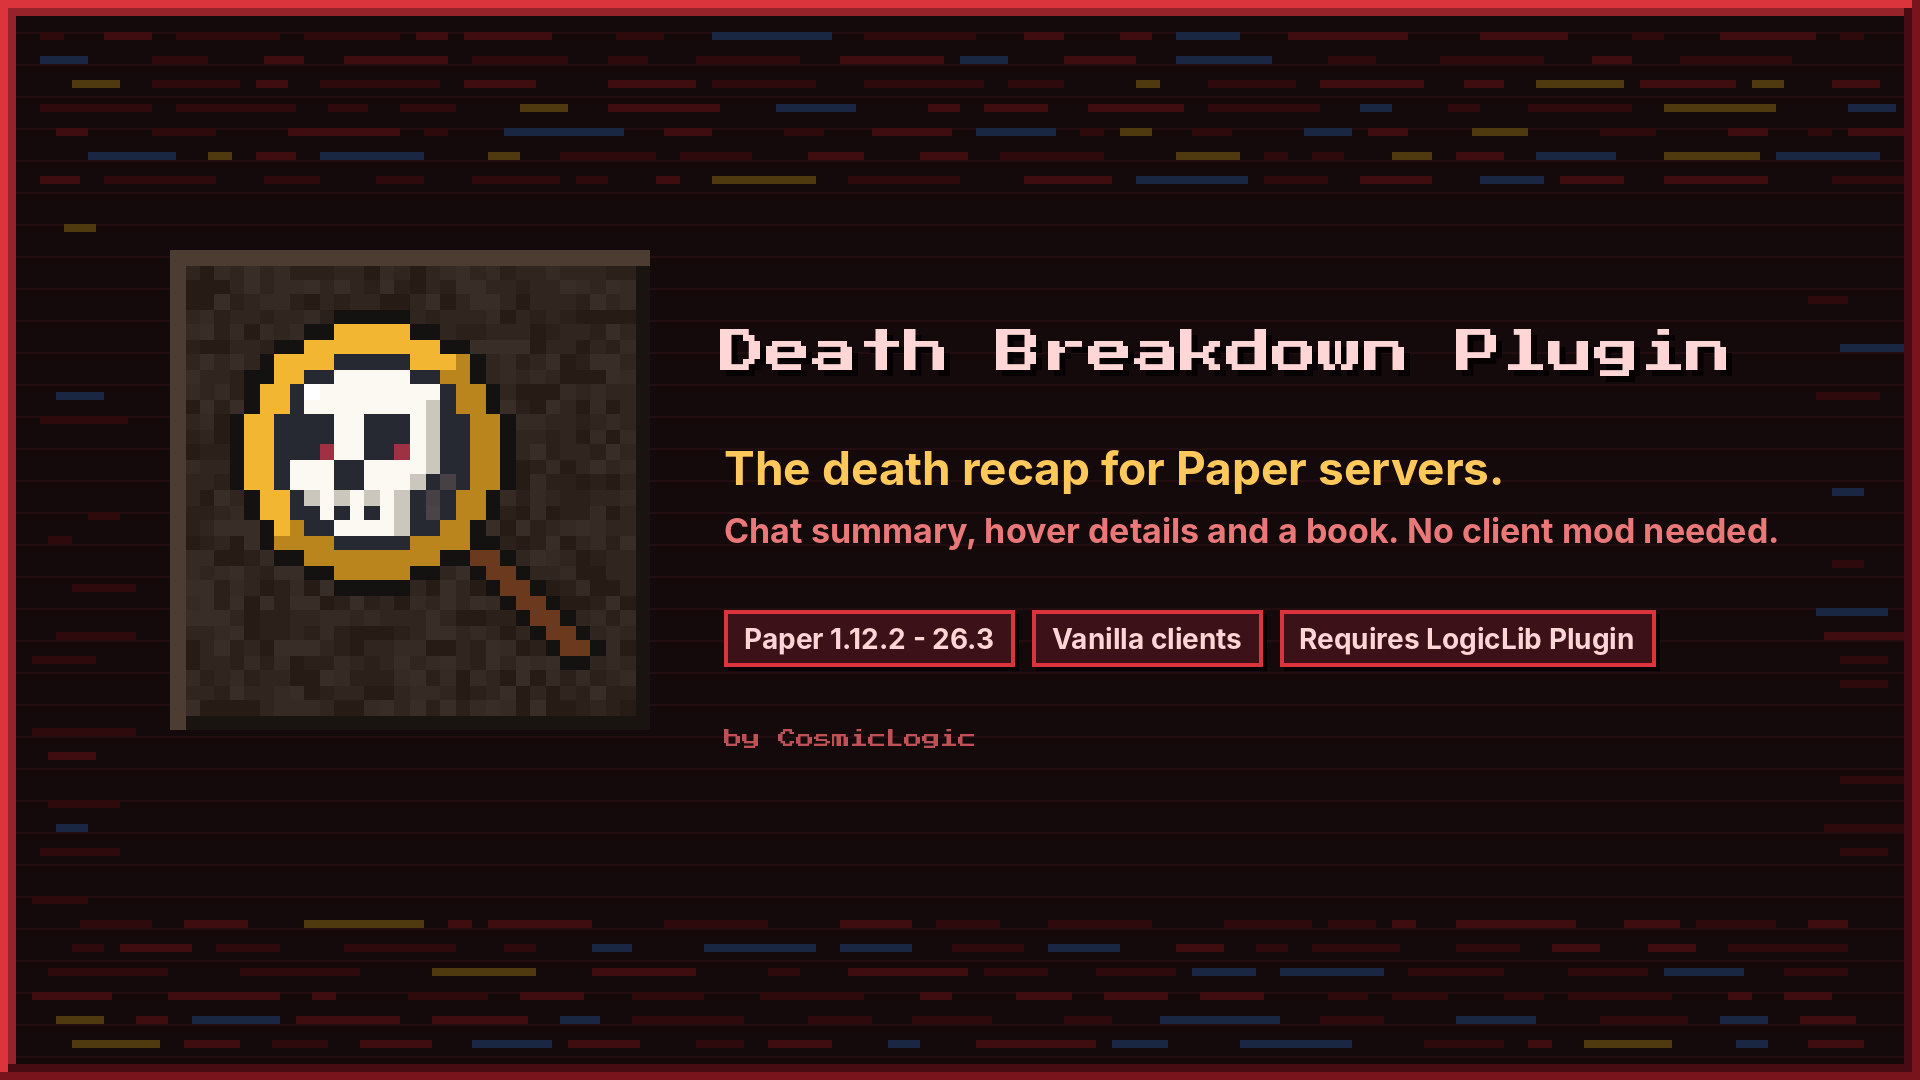 Death Breakdown Plugin
The death recap for Paper servers.
Chat summary, hover details and a book. No client mod needed.
Paper 1.12.2 - 26.3
Vanilla clients
Requires LogicLib Plugin
by CosmicLogic